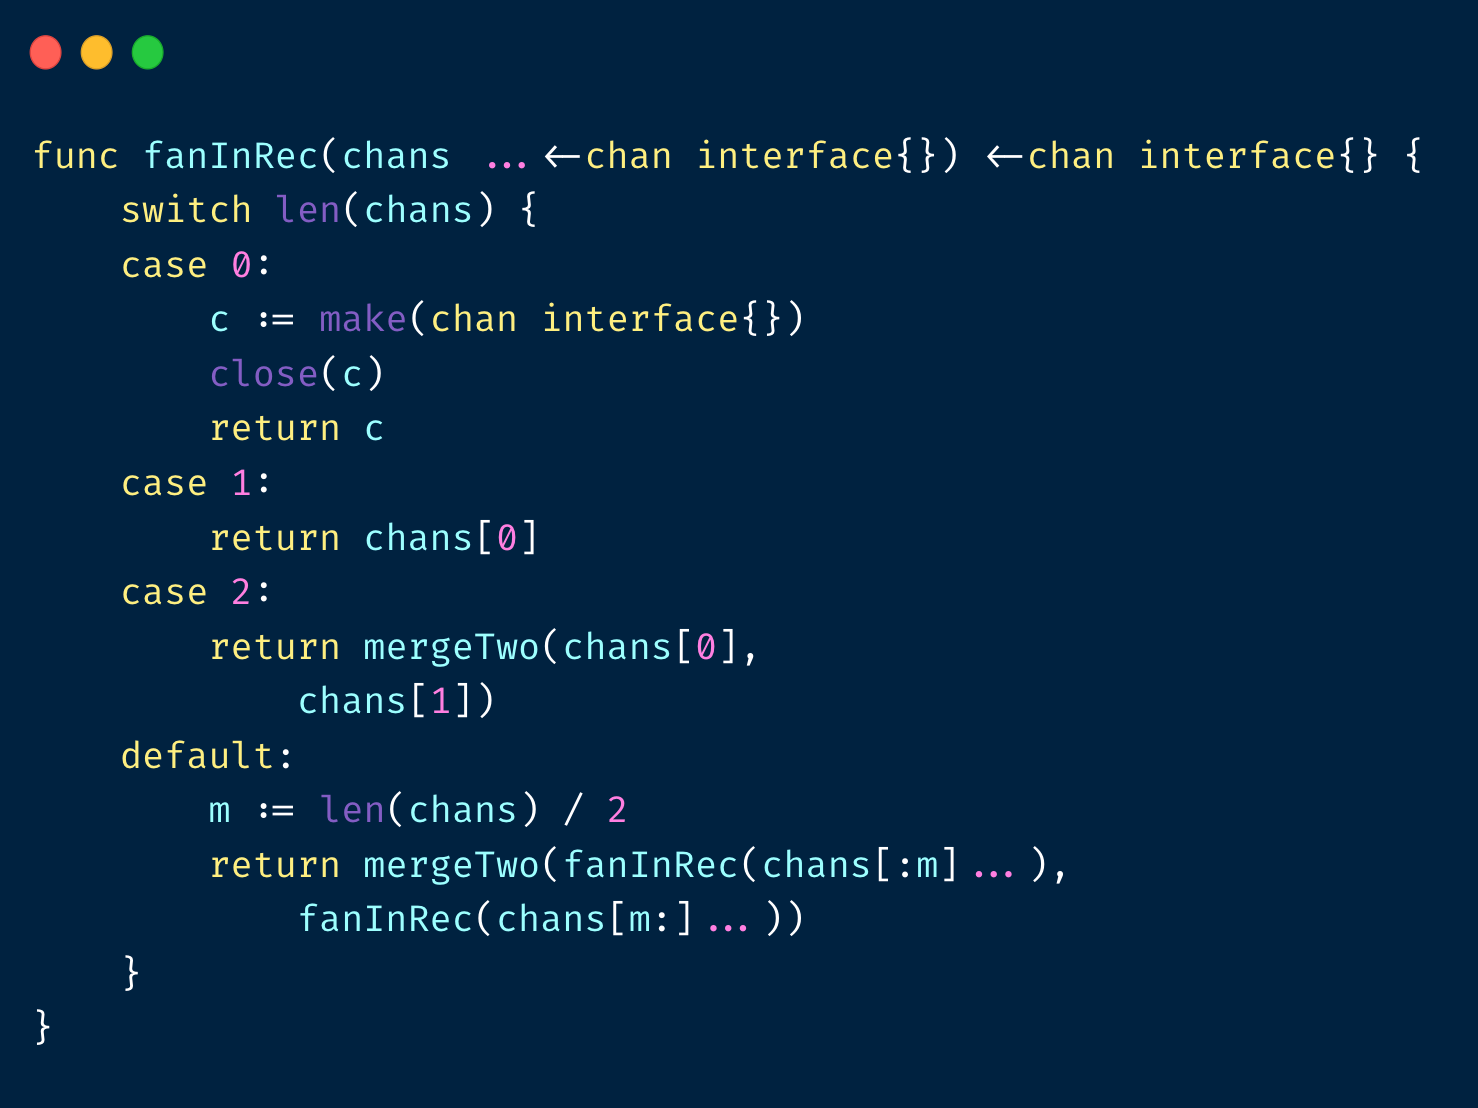 func fanInRec(chans ...<-chan interface{}) <-chan interface{} {
    switch len(chans) {
    case 0:
        c := make(chan interface{})
        close(c)
        return c
    case 1:
        return chans[0]
    case 2:
        return mergeTwo(chans[0],
            chans[1])
    default:
        m := len(chans) / 2
        return mergeTwo(fanInRec(chans[:m]...),
            fanInRec(chans[m:]...))
    }
}